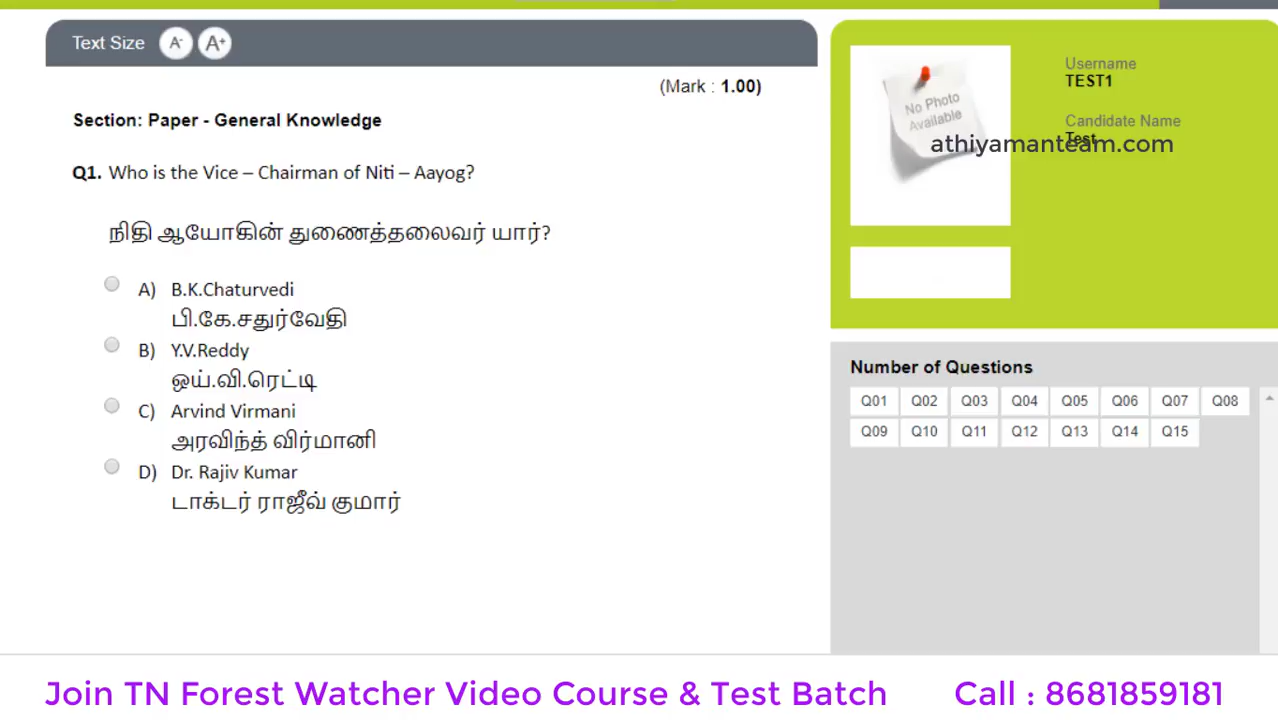 Text Size A- A+
(Mark : 1.00)
Section: Paper - General Knowledge
Q1. Who is the Vice – Chairman of Niti – Aayog?
நிதி ஆயோகின் துணைத்தலைவர் யார்?
A) B.K.Chaturvedi
பி.கே.சதுர்வேதி
B) Y.V.Reddy
ஒய்.வி.ரெட்டி
C) Arvind Virmani
அரவிந்த் விர்மானி
D) Dr. Rajiv Kumar
டாக்டர் ராஜீவ் குமார்
No Photo
Available
Username
TEST1
Candidate Name
Test
athiyamanteam.com
Number of Questions
Q01 Q02 Q03 Q04 Q05 Q06 Q07 Q08
Q09 Q10 Q11 Q12 Q13 Q14 Q15
Join TN Forest Watcher Video Course & Test Batch Call : 8681859181